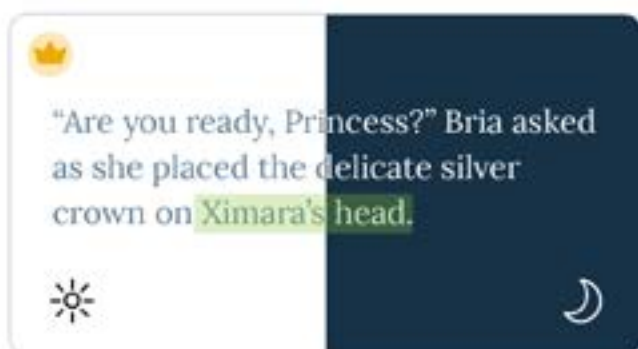 “Are you ready, Princess?” Bria asked
as she placed the delicate silver
crown on Ximara’s head.